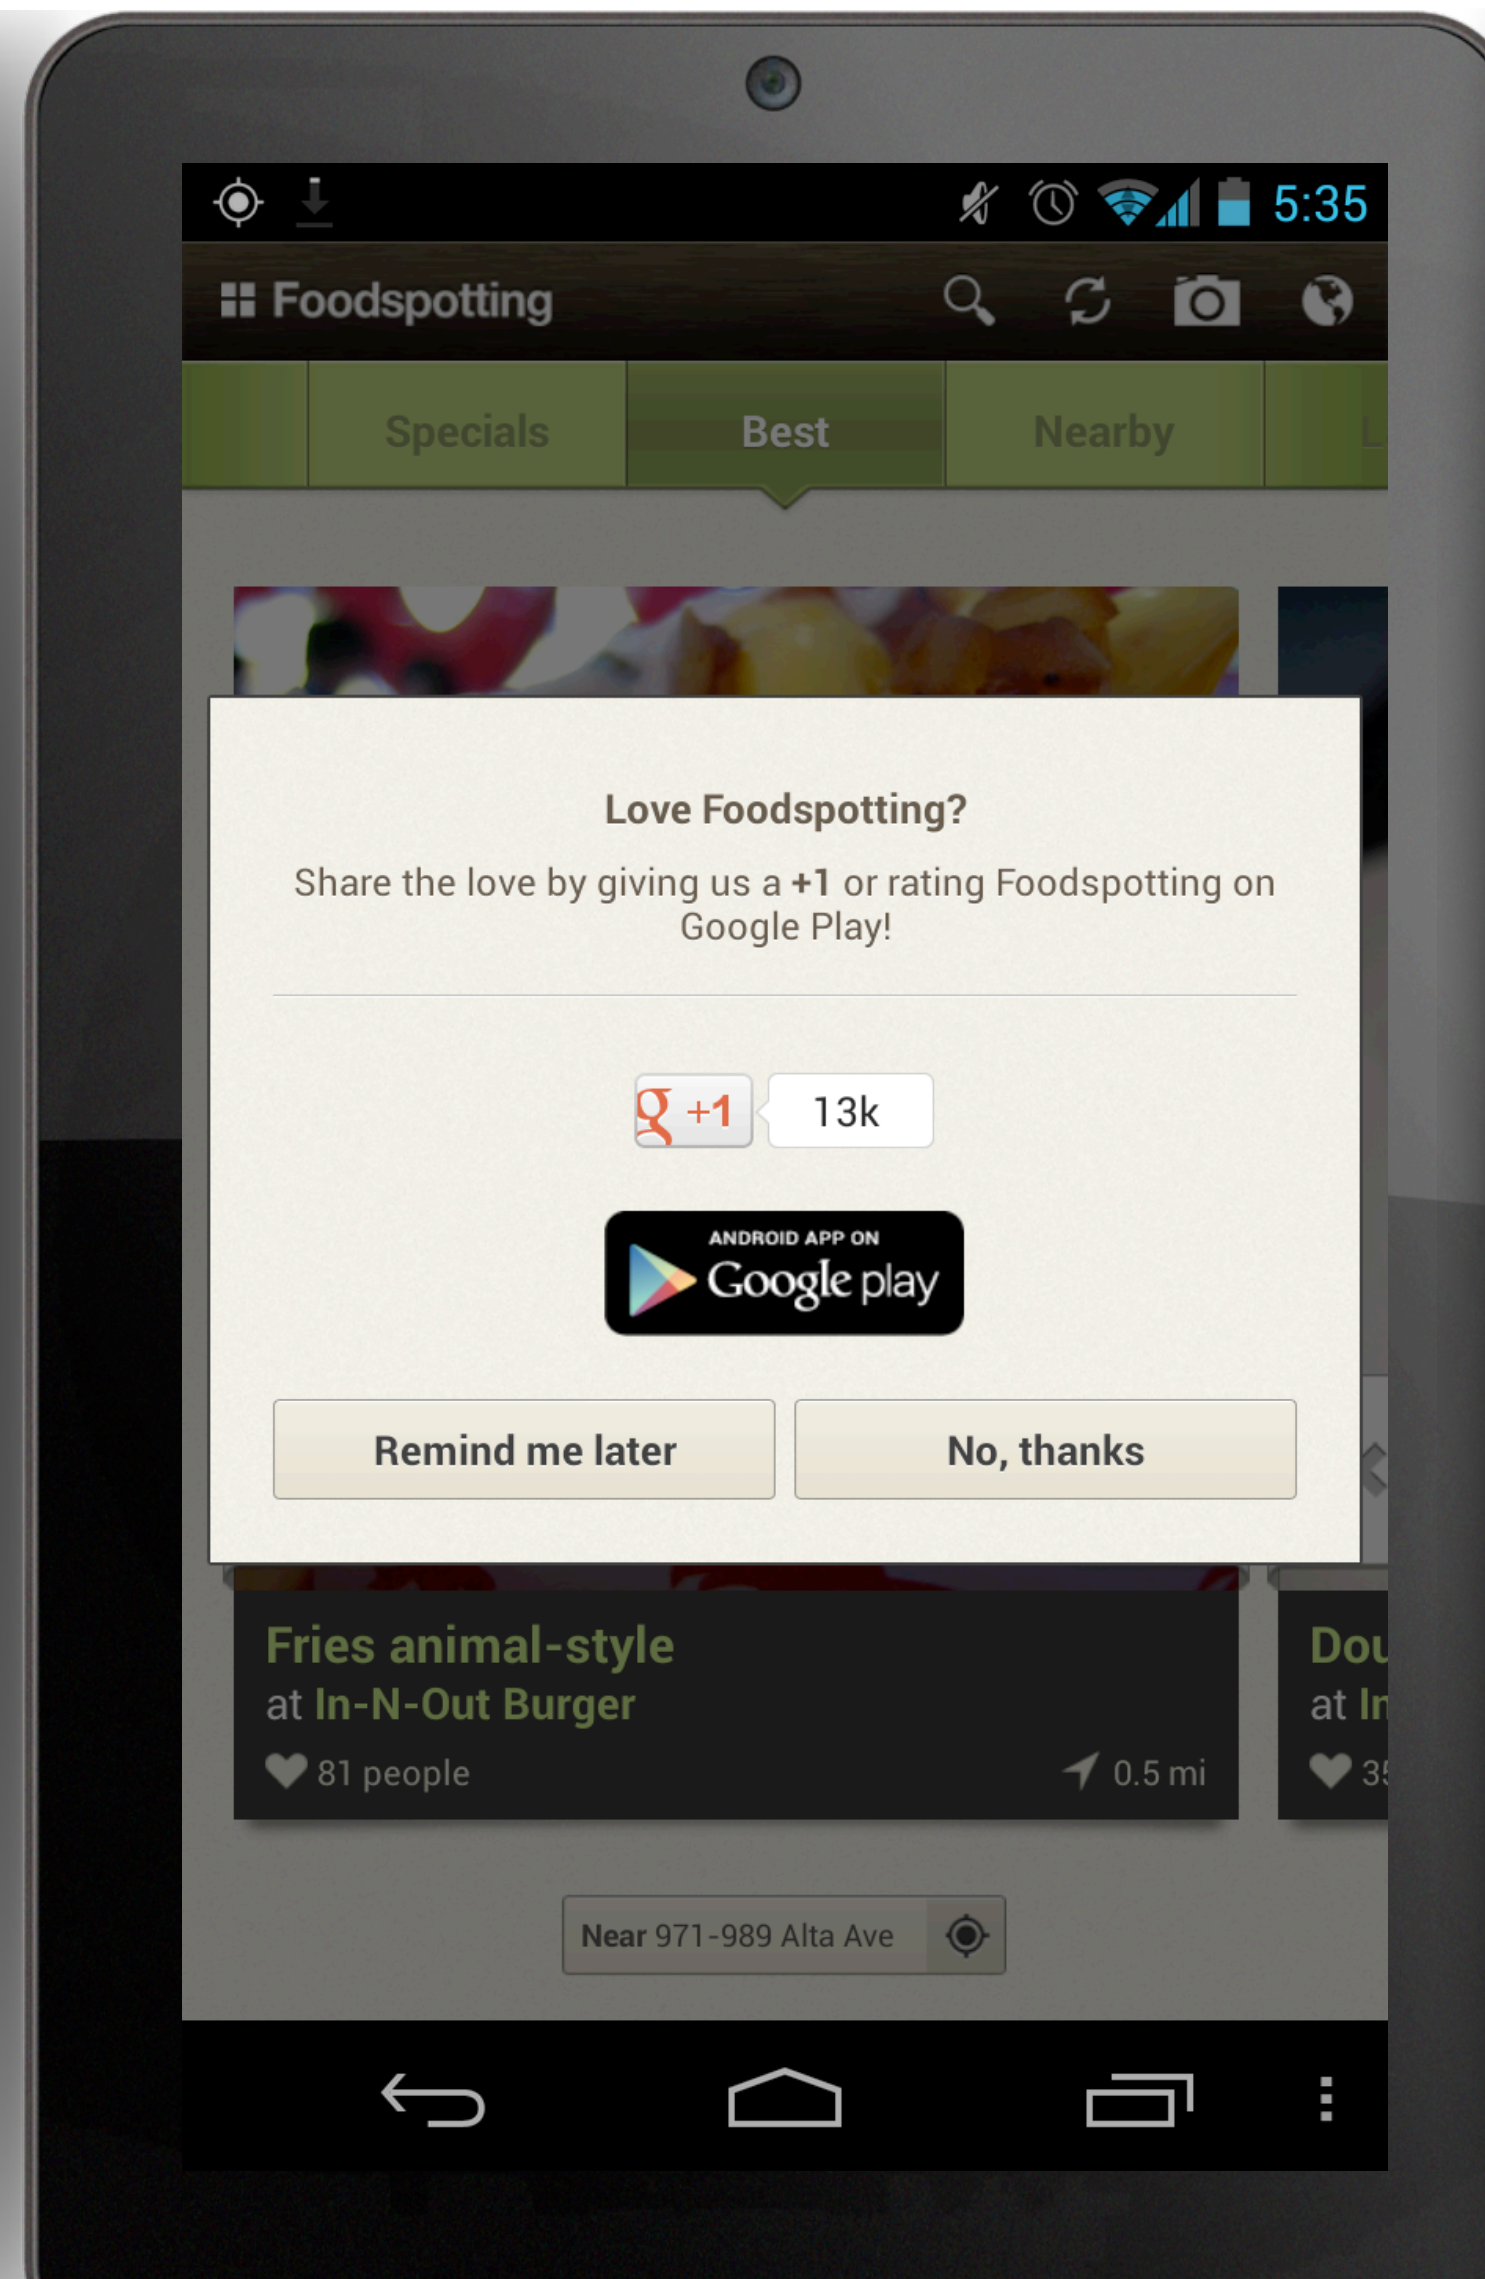 5:35
Foodspotting
Specials
Best
Nearby
Love Foodspotting?
Share the love by giving us a +1 or rating Foodspotting on
Google Play!
g +1
13k
ANDROID APP ON
Google play
Remind me later
No, thanks
Fries animal-style
at In-N-Out Burger
81 people
0.5 mi
at
Near 971-989 Alta Ave